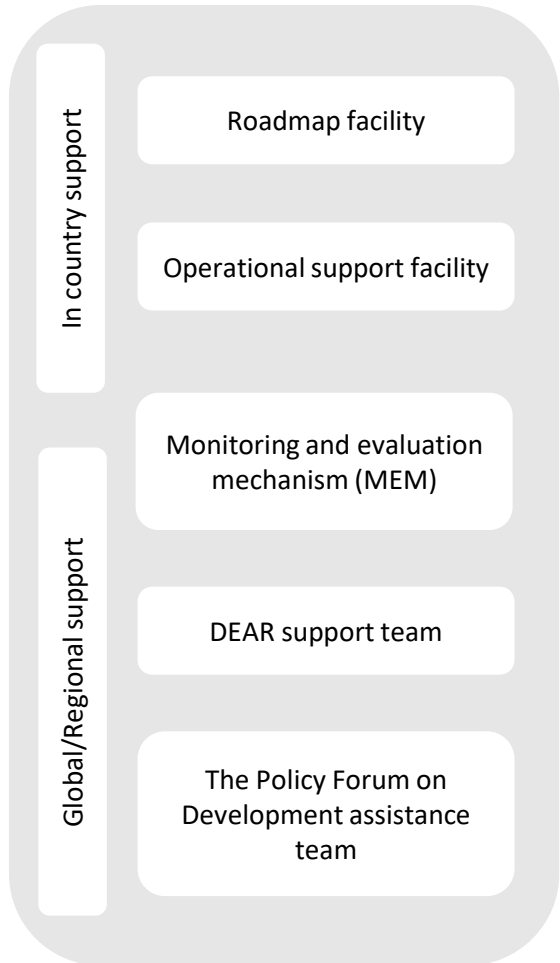 In country support
Roadmap facility
Operational support facility
Global/Regional support
Monitoring and evaluation
mechanism (MEM)
DEAR support team
The Policy Forum on
Development assistance
team